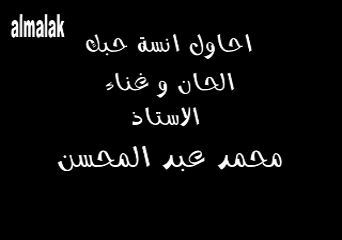 almalak
احاول انسة حبك
الحان و غناء
الاستاذ
محمد عبد المحسن